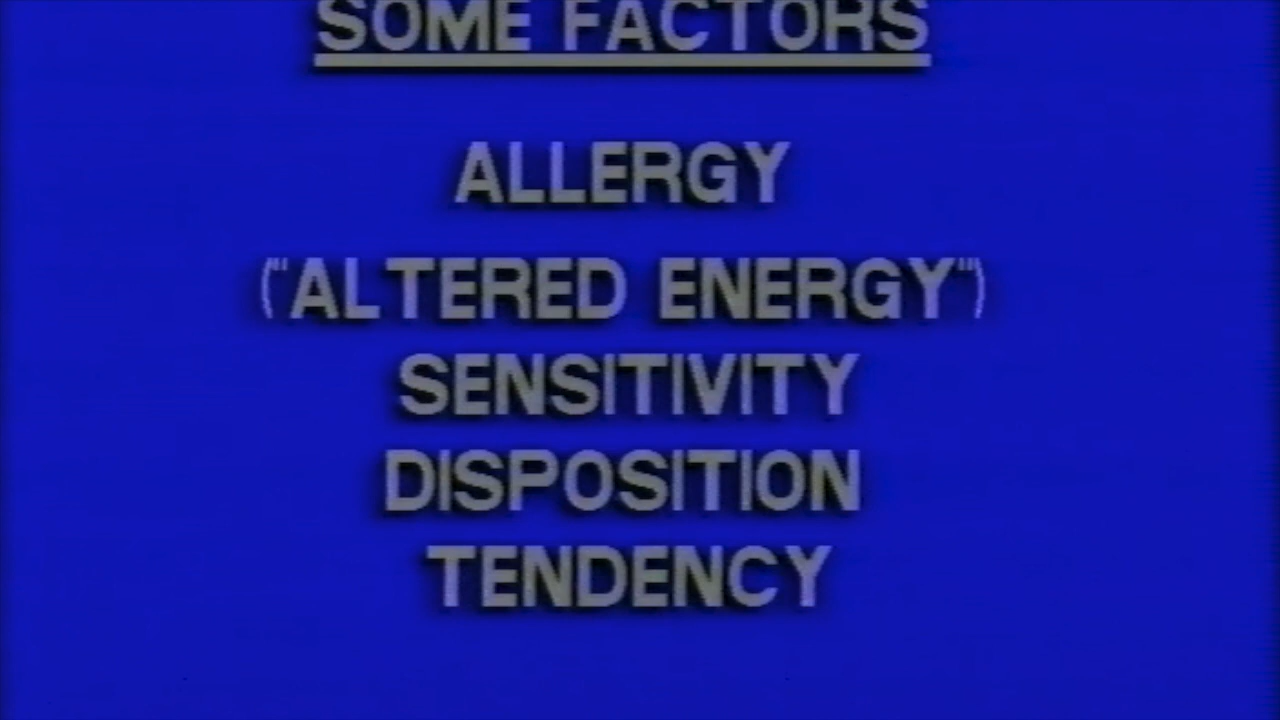 SOME FACTORS
ALLERGY
("ALTERED ENERGY")
SENSITIVITY
DISPOSITION
TENDENCY